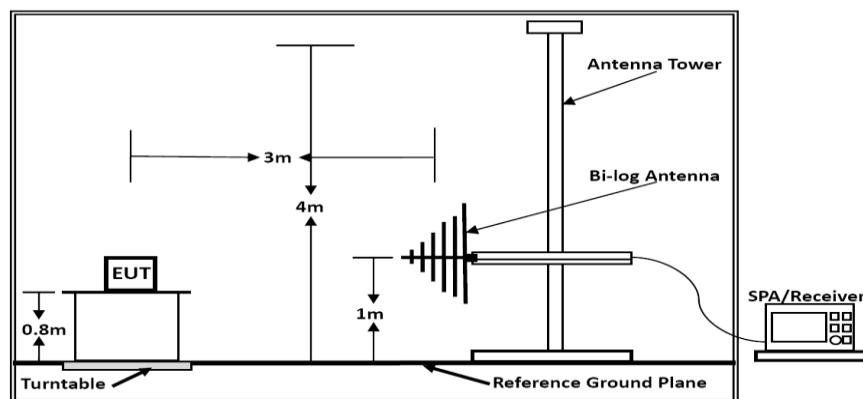 Antenna Tower
3m
Bi-log Antenna
4m
EUT
SPA/Receiver
0.8m
1m
Turntable
Reference Ground Plane